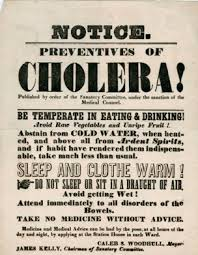 NOTICE.
PREVENTIVES OF
CHOLERA!
Published by order of the Sanatory Committee, under the sanction of the
Medical Counsel.
BE TEMPERATE IN EATING & DRINKING!
Avoid Raw Vegetables and Unripe Fruit!
Abstain from COLD WATER, when heat-
ed, and above all from Ardent Spirits,
and if habit have rendered them indispens-
able, take much less than usual.
SLEEP AND CLOTHE WARM!
DO NOT SLEEP OR SIT IN A DRAUGHT OF AIR,
Avoid getting Wet!
Attend immediately to all disorders of the
Bowels.
TAKE NO MEDICINE WITHOUT ADVICE.
Medicine and Medical Advice can be had by the poor, at all hours of the day
and night, by applying at the Station House in each Ward.
CALEB S. WOODHULL, Mayor.
JAMES KELLY, Chairman of Sanatory Committee.